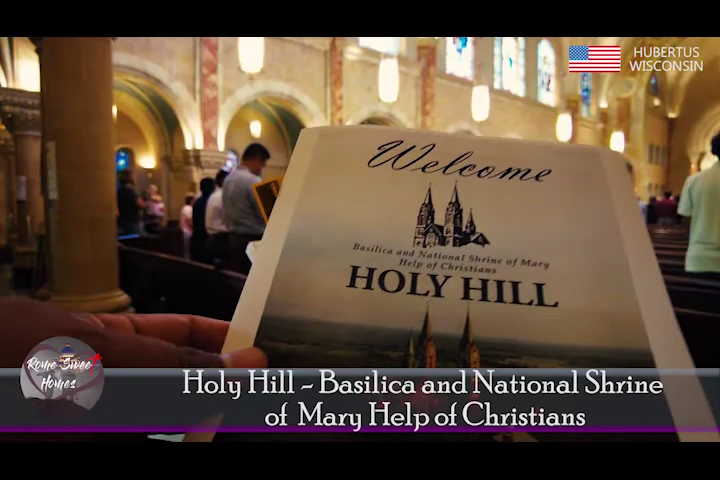 HUBERTUS
WISCONSIN
Welcome
Basilica and National Shrine of Mary
Help of Christians
HOLY HILL
Rome Sweet
Homes
Holy Hill - Basilica and National Shrine
of Mary Help of Christians